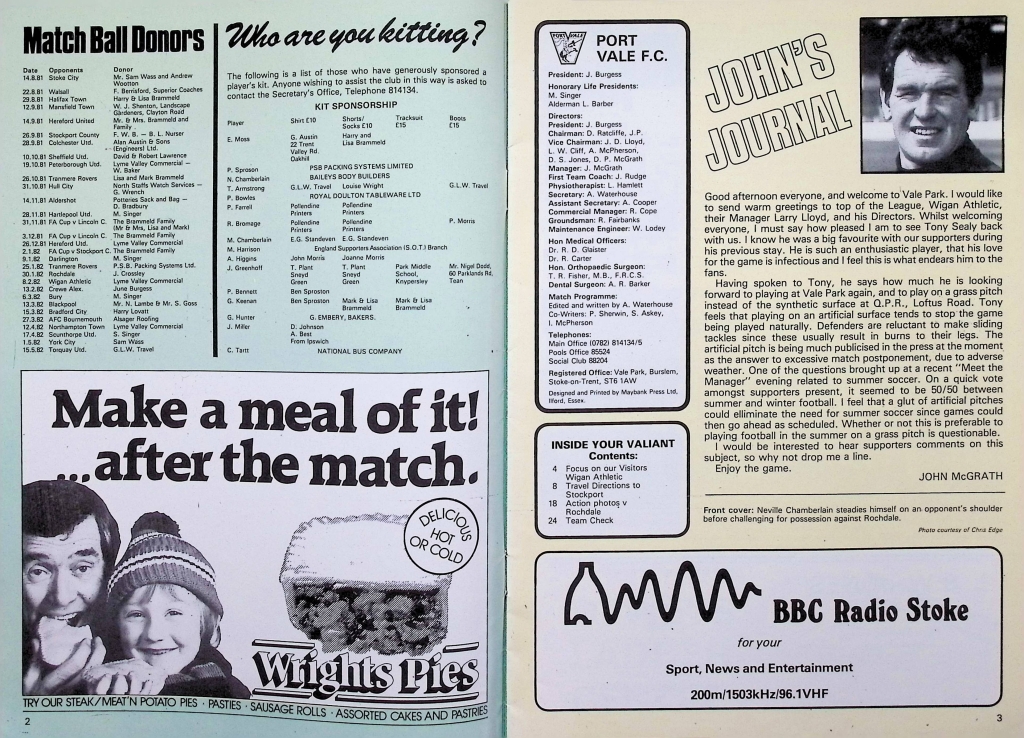 Match Ball Donors
Date Opponents Donor
14.8.81 Stoke City Mr. Sam Wass and Andrew
Wootton
22.8.81 Walsall F. Berrisford, Superior Coaches
29.8.81 Halifax Town Harry & Lisa Brammeld
12.9.81 Mansfield Town W. J. Shenton, Landscape
Gardeners, Clayton Road
14.9.81 Hereford United Mr. & Mrs. Brammeld and
Family
26.9.81 Stockport County F. W. B. — B. L. Nurser
28.9.81 Colchester Utd. Alan Austin & Sons
(Engineers) Ltd.
10.10.81 Sheffield Utd. David & Robert Lawrence
19.10.81 Peterborough Utd. Lyme Valley Commercial —
W. Baker
26.10.81 Tranmere Rovers Lisa and Mark Brammeld
31.10.81 Hull City North Staffs Watch Services —
G. Wrench
14.11.81 Aldershot Potteries Sack and Bag —
D. Brayford
28.11.81 Hartlepool Utd. M. Singer
31.11.81 FA Cup v Lincoln C. The Brammeld Family
(Mr & Mrs, Lisa and Mark)
3.12.81 FA Cup v Lincoln C. The Brammeld Family
26.12.81 Hereford Lyme Valley Commercial
2.1.82 FA Cup v Stockport C. The Brammeld Family
9.1.82 Darlington M. Singer
25.1.82 Tranmere Rovers P.S.B. Packing Systems Ltd.
30.1.82 Rochdale J. Crossley
8.2.82 Wigan Athletic Lyme Valley Commercial
13.2.82 Crewe Alex. June Burgess
6.3.82 Bury M. Singer
13.3.82 Blackpool Mr. N. Lambe & Mr. S. Goss
15.3.82 Bradford City Harry Lovatt
27.3.82 AFC Bournemouth Alsager Roofing
12.4.82 Northampton Town Lyme Valley Commercial
17.4.82 Scunthorpe Utd. S. Singer
1.5.82 York City Sam Wass
15.5.82 Torquay Utd. G.L.W. Travel
Who are you kitting?
The following is a list of those who have generously sponsored a
player's kit. Anyone wishing to assist the club in this way is asked to
contact the Secretary's Office, Telephone 814134.
KIT SPONSORSHIP
Player Shirt £10 Shorts/ Tracksuit Boots
Socks £10 £15 £15
E. Moss G. Austin Harry and
22 Trent Lisa Brammeld
Valley Rd.
Oakhill
P. Sproson PSB PACKING SYSTEMS LIMITED
N. Chamberlain BAILEYS BODY BUILDERS
T. Armstrong G.L.W. Travel Louise Wright G.L.W. Travel
P. Bowles ROYAL DOULTON TABLEWARE LTD
P. Farrell Pollendine Pollendine
Printers Printers
R. Bromage Pollendine Pollendine P. Morris
Printers Printers
M. Chamberlain E.G. Standeven E.G. Standeven
M. Harrison England Supporters Association (S.O.T.) Branch
A. Higgins John Morris Joanne Morris
J. Greenhoff T. Plant T. Plant Park Middle Mr. Nigel Dodd,
Sneyd Sneyd School, 60 Parklands Rd,
Green Green Knypersley Tean
P. Bennett Ben Sproston
G. Keenan Ben Sproston Mark & Lisa Mark & Lisa
Brammeld Brammeld
G. Hunter G. EMBERY, BAKERS.
J. Miller D. Johnson
A. Best
From Ipswich
C. Tartt NATIONAL BUS COMPANY
Make a meal of it!
...after the match.
DELICIOUS
HOT
OR COLD
Wrights Pies
TRY OUR STEAK/MEAT'N POTATO PIES · PASTIES · SAUSAGE ROLLS · ASSORTED CAKES AND PASTRIES
2
PORT VALE
PORT
VALE F.C.
President: J. Burgess
Honorary Life Presidents:
M. Singer
Alderman L. Barber
Directors:
President: J. Burgess
Chairman: D. Ratcliffe, J.P.
Vice Chairman: J. D. Lloyd,
L. W. Cliff, A. McPherson,
D. S. Jones, D. P. McGrath
Manager: J. McGrath
First Team Coach: J. Rudge
Physiotherapist: L. Hamlett
Secretary: A. Waterhouse
Assistant Secretary: A. Cooper
Commercial Manager: R. Cope
Groundsman: R. Fairbanks
Maintenance Engineer: W. Lodey
Hon Medical Officers:
Dr. R. D. Glaister
Dr. R. Carter
Hon. Orthopaedic Surgeon:
T. R. Fisher, M.B., F.R.C.S.
Dental Surgeon: A. R. Barker
Match Programme:
Edited and written by A. Waterhouse
Co-Writers: P. Sherwin, S. Askey,
I. McPherson
Telephones:
Main Office (0782) 814134/5
Pools Office 85524
Social Club 88204
Registered Office: Vale Park, Burslem,
Stoke-on-Trent, ST6 1AW
Designed and Printed by Maybank Press Ltd,
Ilford, Essex.
INSIDE YOUR VALIANT
Contents:
4 Focus on our Visitors
Wigan Athletic
8 Travel Directions to
Stockport
18 Action photos v
Rochdale
24 Team Check
JOHN'S
JOURNAL
Good afternoon everyone, and welcome to Vale Park. I would like
to send warm greetings to top of the League, Wigan Athletic,
their Manager Larry Lloyd, and his Directors. Whilst welcoming
everyone, I must say how pleased I am to see Tony Sealy back
with us. I know he was a big favourite with our supporters during
his previous stay. He is such an enthusiastic player, that his love
for the game is infectious and I feel this is what endears him to the
fans.
Having spoken to Tony, he says how much he is looking
forward to playing at Vale Park again, and to play on a grass pitch
instead of the synthetic surface at Q.P.R., Loftus Road. Tony
feels that playing on an artificial surface tends to stop the game
being played naturally. Defenders are reluctant to make sliding
tackles since these usually result in burns to their legs. The
artificial pitch is being much publicised in the press at the moment
as the answer to excessive match postponement, due to adverse
weather. One of the questions brought up at a recent "Meet the
Manager" evening related to summer soccer. On a quick vote
amongst supporters present, it seemed to be 50/50 between
summer and winter football. I feel that a glut of artificial pitches
could elliminate the need for summer soccer since games could
then go ahead as scheduled. Whether or not this is preferable to
playing football in the summer on a grass pitch is questionable.
I would be interested to hear supporters comments on this
subject, so why not drop me a line.
Enjoy the game.
JOHN McGRATH
Front cover: Neville Chamberlain steadies himself on an opponent's shoulder
before challenging for possession against Rochdale.
Photo courtesy of Chris Edge
BBC Radio Stoke
for your
Sport, News and Entertainment
200m/1503kHz/96.1VHF
3